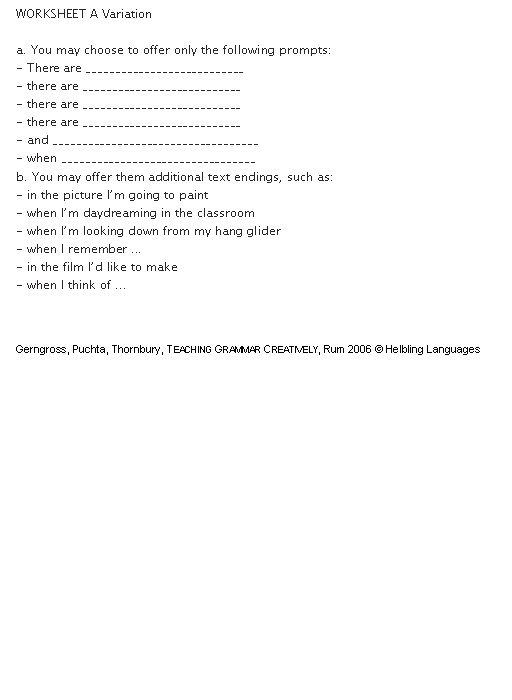 WORKSHEET A Variation
a. You may choose to offer only the following prompts:
- There are ___________________________
- there are ___________________________
- there are ___________________________
- there are ___________________________
- and ___________________________________
- when _________________________________
b. You may offer them additional text endings, such as:
- in the picture I'm going to paint
- when I'm daydreaming in the classroom
- when I'm looking down from my hang glider
- when I remember ...
- in the film I'd like to make
- when I think of ...
Gerngross, Puchta, Thornbury, TEACHING GRAMMAR CREATIVELY, Rum 2006 © Helbling Languages